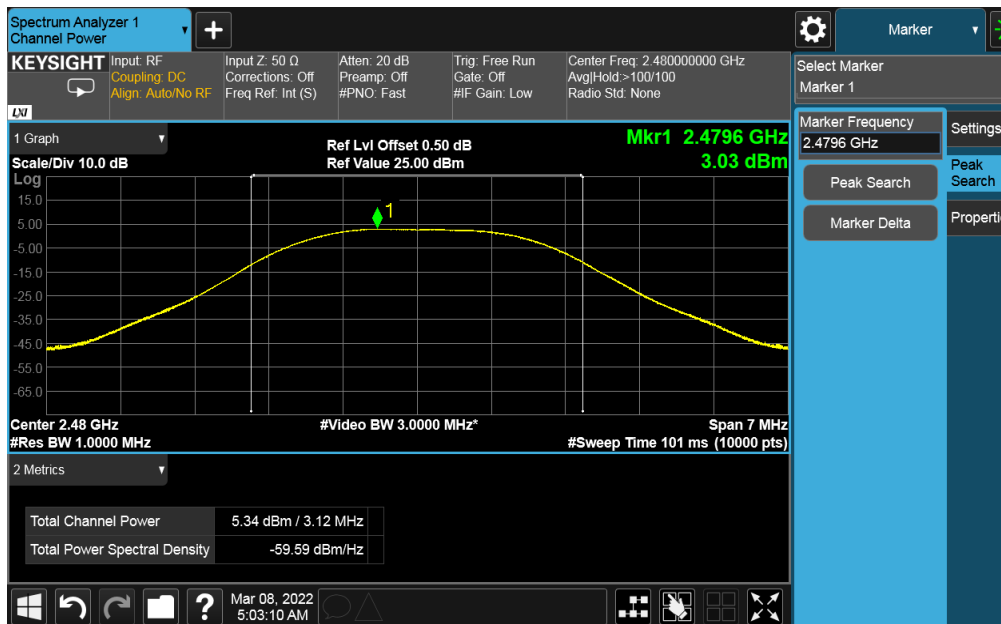 Spectrum Analyzer 1
Channel Power
Marker
KEYSIGHT
LXI
Input: RF
Coupling: DC
Align: Auto/No RF
Input Z: 50 Ω
Corrections: Off
Freq Ref: Int (S)
Atten: 20 dB
Preamp: Off
#PNO: Fast
Trig: Free Run
Gate: Off
#IF Gain: Low
Center Freq: 2.480000000 GHz
Avg|Hold:>100/100
Radio Std: None
Select Marker
Marker 1
1 Graph
Scale/Div 10.0 dB
Ref Lvl Offset 0.50 dB
Ref Value 25.00 dBm
Mkr1 2.4796 GHz
3.03 dBm
Log
15.0
5.00
-5.00
-15.0
-25.0
-35.0
-45.0
-55.0
-65.0
1
Center 2.48 GHz
#Res BW 1.0000 MHz
#Video BW 3.0000 MHz*
Span 7 MHz
#Sweep Time 101 ms (10000 pts)
Marker Frequency
2.4796 GHz
Peak Search
Marker Delta
Settings
Peak
Search
Properti
2 Metrics
Total Channel Power 5.34 dBm / 3.12 MHz
Total Power Spectral Density -59.59 dBm/Hz
?
Mar 08, 2022
5:03:10 AM